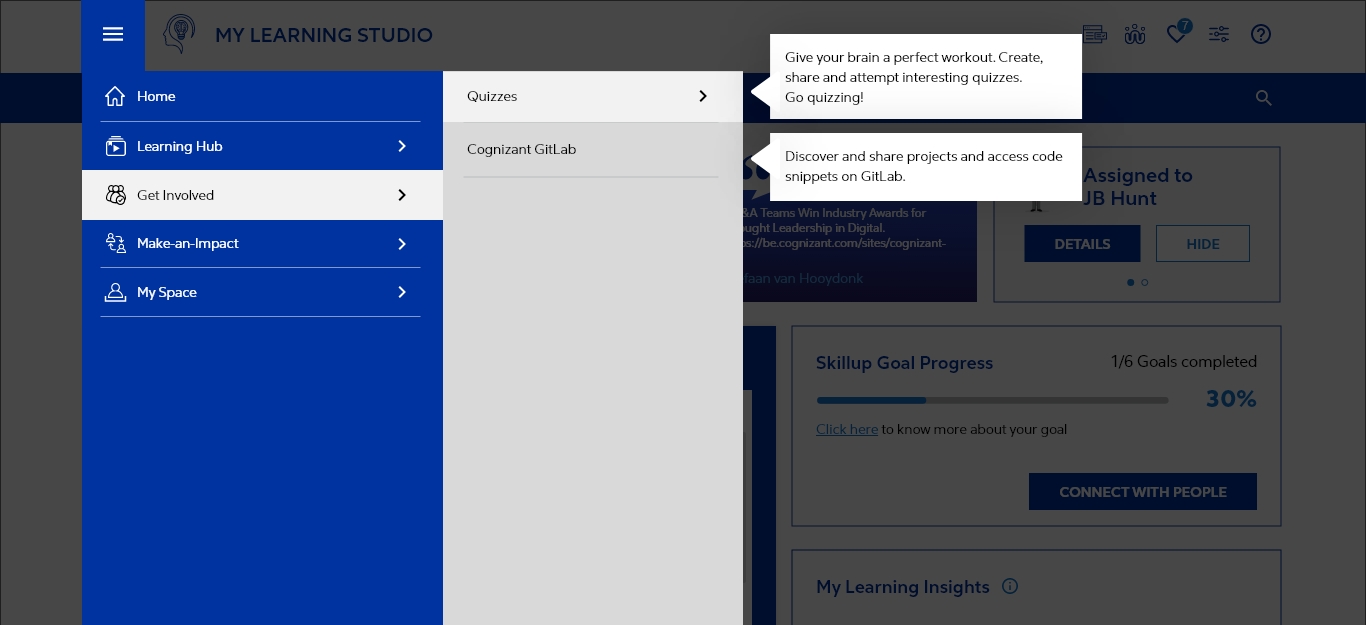 MY LEARNING STUDIO
7
Home
Learning Hub
Get Involved
Make-an-Impact
My Space
Quizzes
Cognizant GitLab
Give your brain a perfect workout. Create,
share and attempt interesting quizzes.
Go quizzing!
Discover and share projects and access code
snippets on GitLab.
&A Teams Win Industry Awards for
ought Leadership in Digital.
ps://be.cognizant.com/sites/cognizant-
faan van Hooydonk
Assigned to
JB Hunt
DETAILS
HIDE
Skillup Goal Progress
1/6 Goals completed
30%
Click here to know more about your goal
CONNECT WITH PEOPLE
My Learning Insights